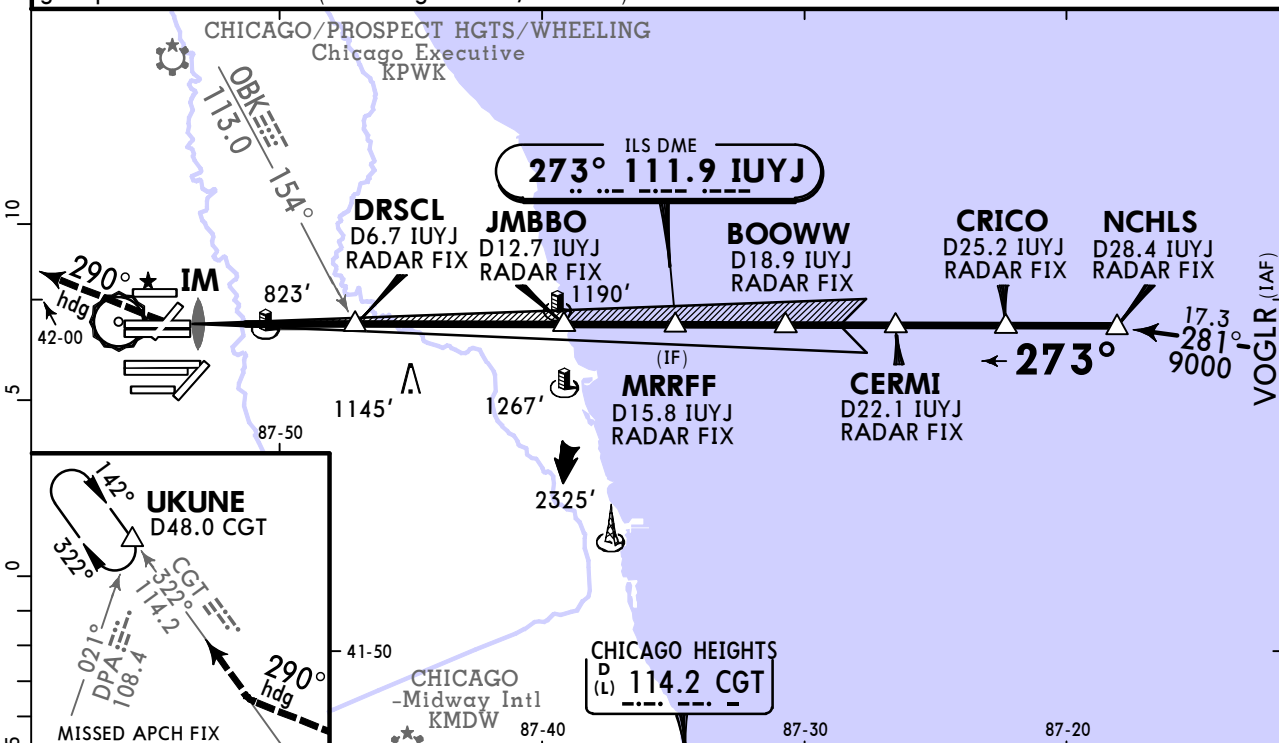 CHICAGO/PROSPECT HGTS/WHEELING
Chicago Executive
KPWK
OBK
113.0
154°
ILS DME
273° 111.9 IUYJ
DRSCL
D6.7 IUYJ
RADAR FIX
JMBBO
D12.7 IUYJ
RADAR FIX
BOOWW
D18.9 IUYJ
RADAR FIX
CRICO
D25.2 IUYJ
RADAR FIX
NCHLS
D28.4 IUYJ
RADAR FIX
10
290°
hdg
IM
823'
1190'
42-00
17.3
281°
9000
VOGLR (IAF)
273°
(IF)
MRRFF
D15.8 IUYJ
RADAR FIX
CERMI
D22.1 IUYJ
RADAR FIX
5
1145'
1267'
87-50
2325'
142°
322°
UKUNE
D48.0 CGT
CGT
322°
114.2
0
021°
DPA
108.4
290°
hdg
MISSED APCH FIX
41-50
CHICAGO
-Midway Intl
KMDW
CHICAGO HEIGHTS
D
(L)
114.2 CGT
5
87-40
87-30
87-20